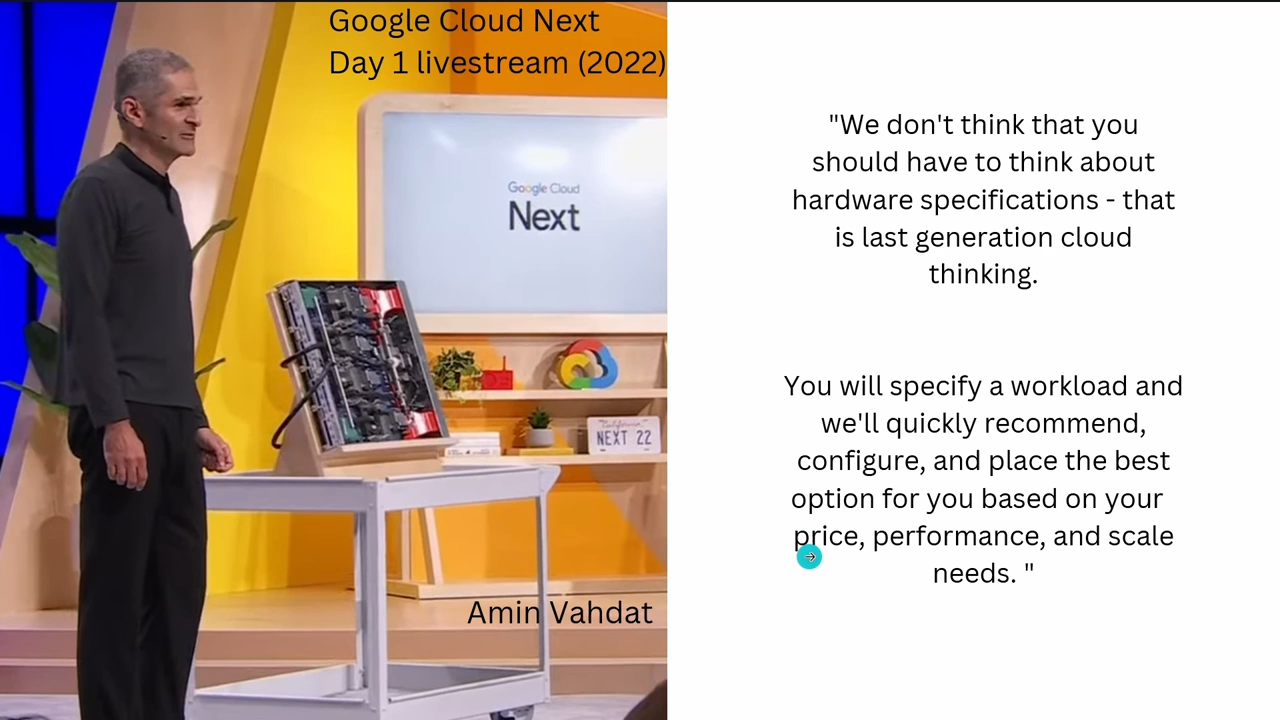 Google Cloud Next
Day 1 livestream (2022)
Google Cloud
Next
California
NEXT 22
Amin Vahdat
"We don't think that you
should have to think about
hardware specifications - that
is last generation cloud
thinking.
You will specify a workload and
we'll quickly recommend,
configure, and place the best
option for you based on your
price, performance, and scale
needs. "